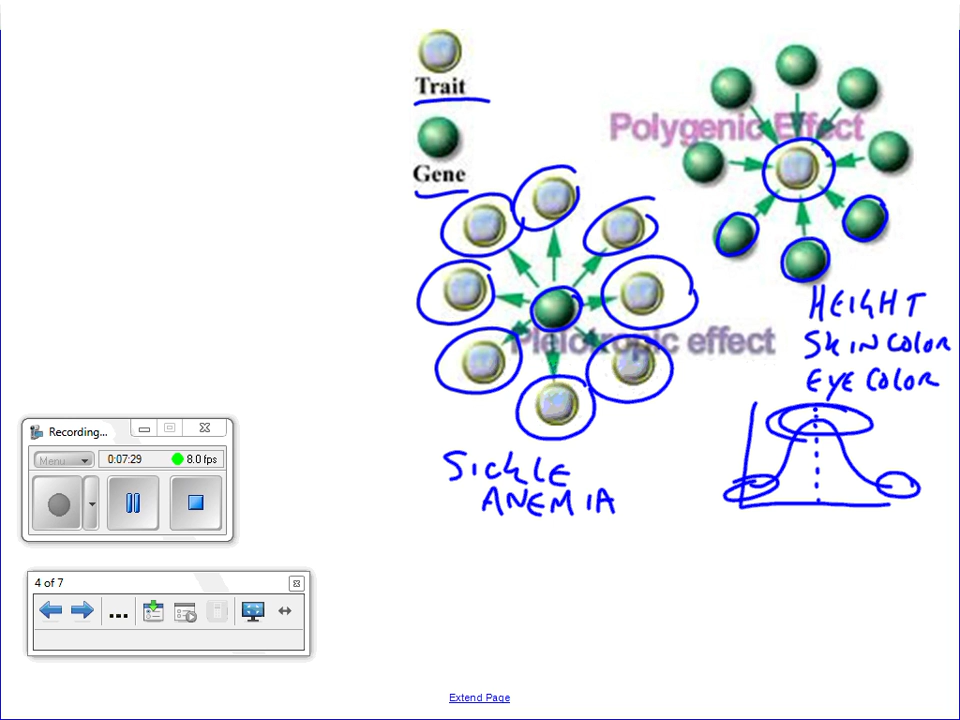 Trait
Gene
Polygenic Effect
Pleiotropic effect
HEIGHT
SKIN COLOR
EYE COLOR
SICKLE
ANEMIA
Recording...
Menu
0:07:29
8.0 fps
4 of 7
...
Extend Page